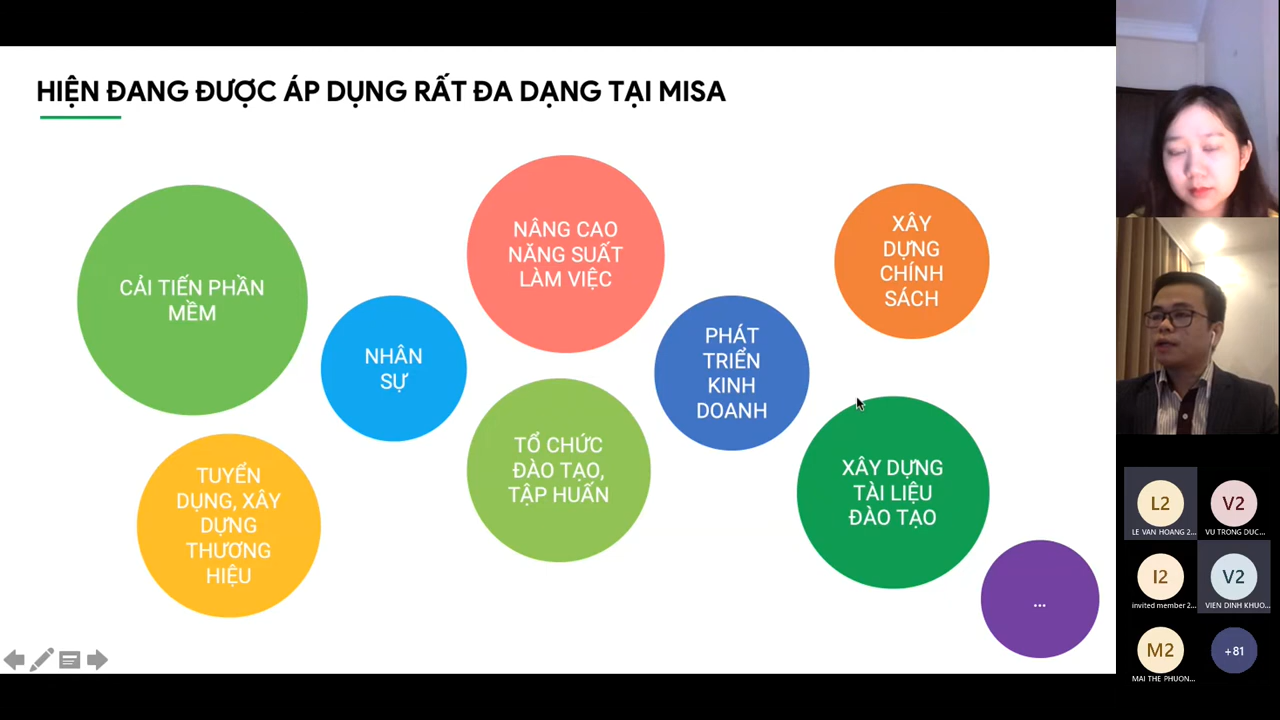 HIỆN ĐANG ĐƯỢC ÁP DỤNG RẤT ĐA DẠNG TẠI MISA
CẢI TIẾN PHẦN
MỀM
NHÂN
SỰ
NÂNG CAO
NĂNG SUẤT
LÀM VIỆC
PHÁT
TRIỂN
KINH
DOANH
XÂY
DỰNG
CHÍNH
SÁCH
TUYỂN
DỤNG, XÂY
DỰNG
THƯƠNG
HIỆU
TỔ CHỨC
ĐÀO TẠO,
TẬP HUẤN
XÂY DỰNG
TÀI LIỆU
ĐÀO TẠO
...
L2
LE VAN HOANG 2...
V2
VU TRONG DUC...
I2
invited member 2...
V2
VIEN DINH KHUO...
M2
MAI THE PHUON...
+81